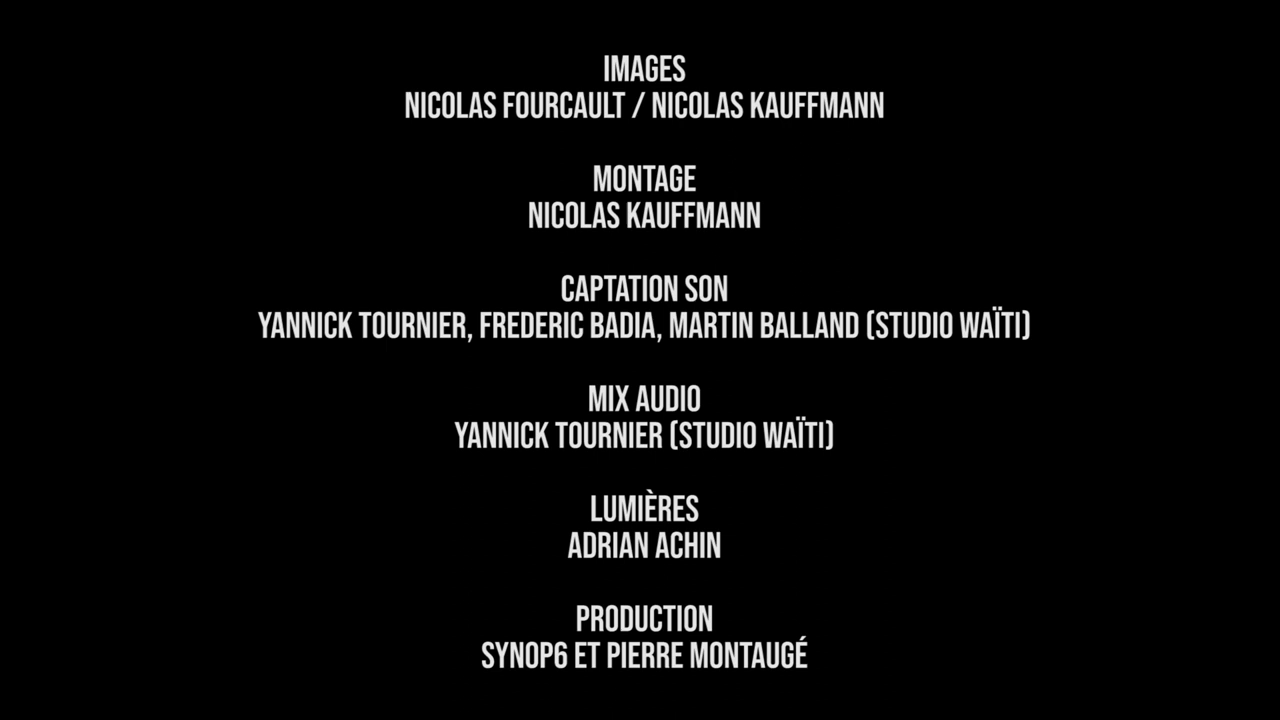 IMAGES
NICOLAS FOURCAULT / NICOLAS KAUFFMANN
MONTAGE
NICOLAS KAUFFMANN
CAPTATION SON
YANNICK TOURNIER, FREDERIC BADIA, MARTIN BALLAND (STUDIO WAÏTI)
MIX AUDIO
YANNICK TOURNIER (STUDIO WAÏTI)
LUMIÈRES
ADRIAN ACHIN
PRODUCTION
SYNOP6 ET PIERRE MONTAUGÉ